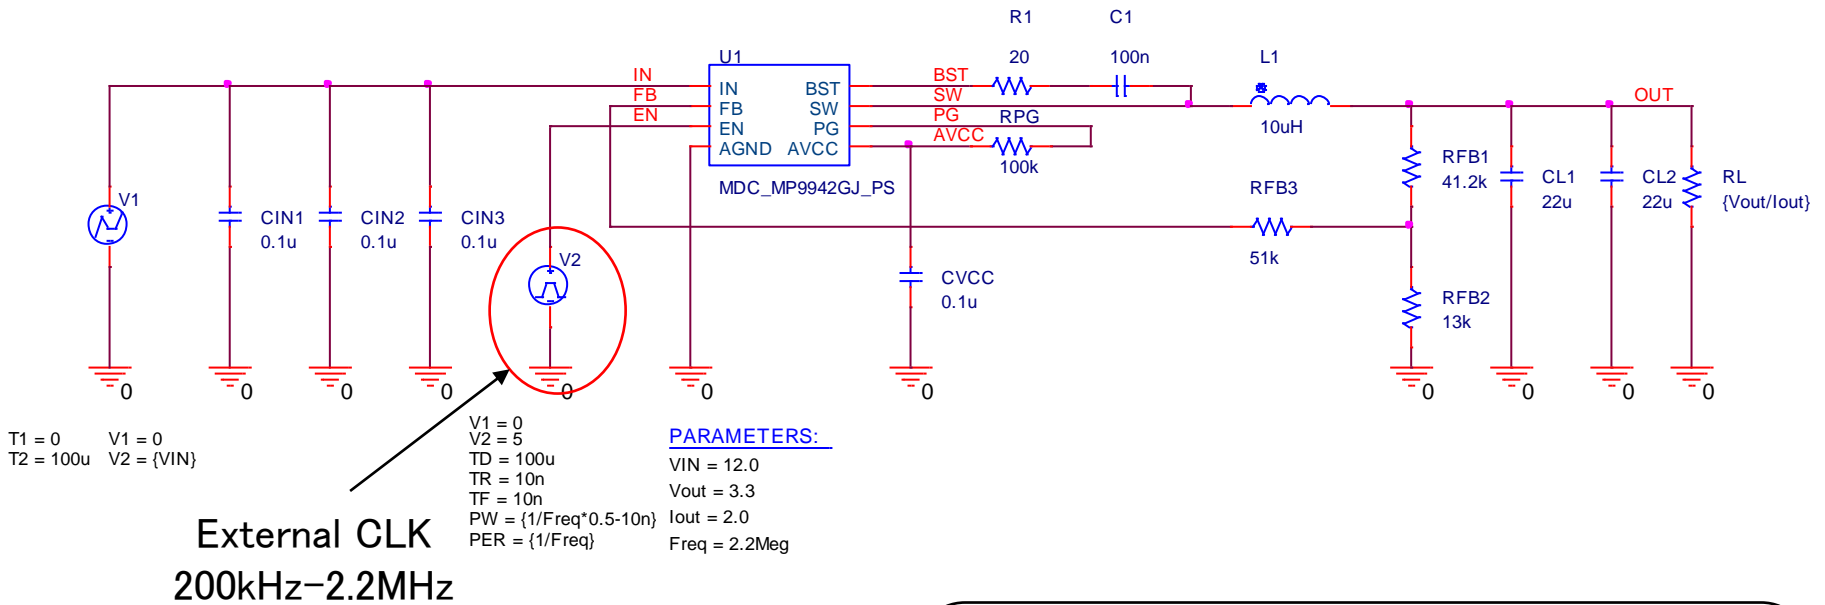 R1
C1
U1
20
100n
L1
IN
BST
IN
BST
FB
SW
FB
SW
OUT
EN
PG
RPG
EN
PG
10uH
AVCC
AGND
AVCC
100k
RFB1
41.2k
CL1
22u
CL2
22u
RL
{Vout/Iout}
MDC_MP9942GJ_PS
RFB3
51k
V1
CIN1
0.1u
CIN2
0.1u
CIN3
0.1u
V2
CVCC
0.1u
RFB2
13k
0
0
0
0
0
0
0
0
0
0
0
T1 = 0
V1 = 0
T2 = 100u
V2 = {VIN}
V1 = 0
V2 = 5
TD = 100u
TR = 10n
TF = 10n
PW = {1/Freq*0.5-10n}
PER = {1/Freq}
PARAMETERS:
VIN = 12.0
Vout = 3.3
Iout = 2.0
Freq = 2.2Meg
External CLK
200kHz-2.2MHz